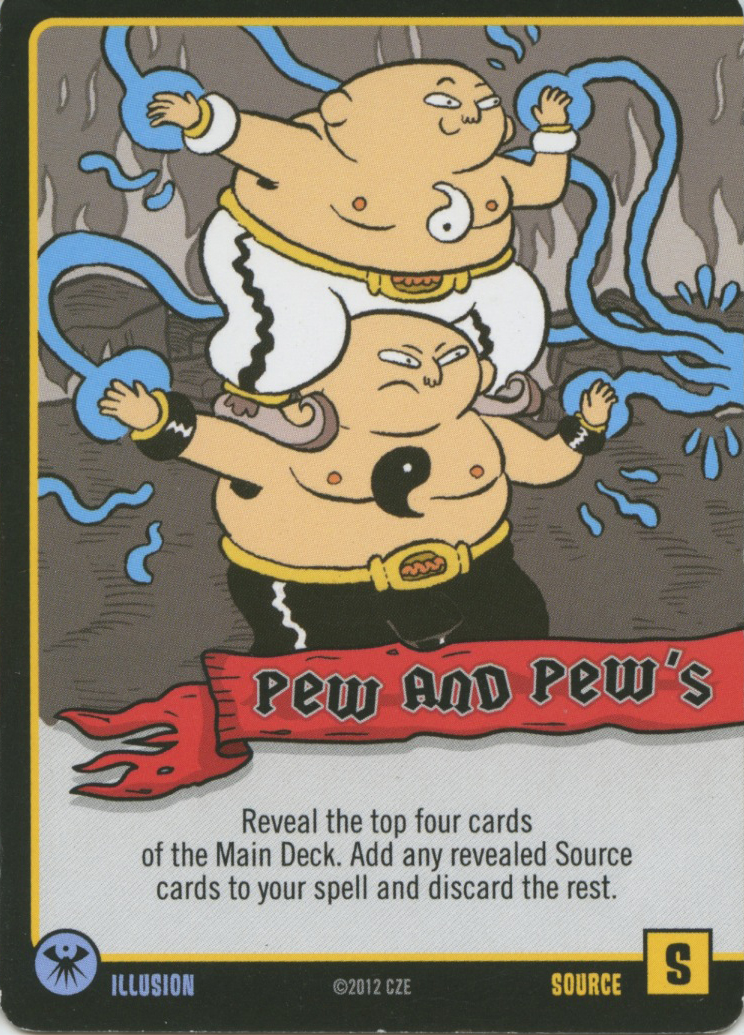 Pew and Pew's
Reveal the top four cards
of the Main Deck. Add any revealed Source
cards to your spell and discard the rest.
ILLUSION
©2012 CZE
SOURCE
S